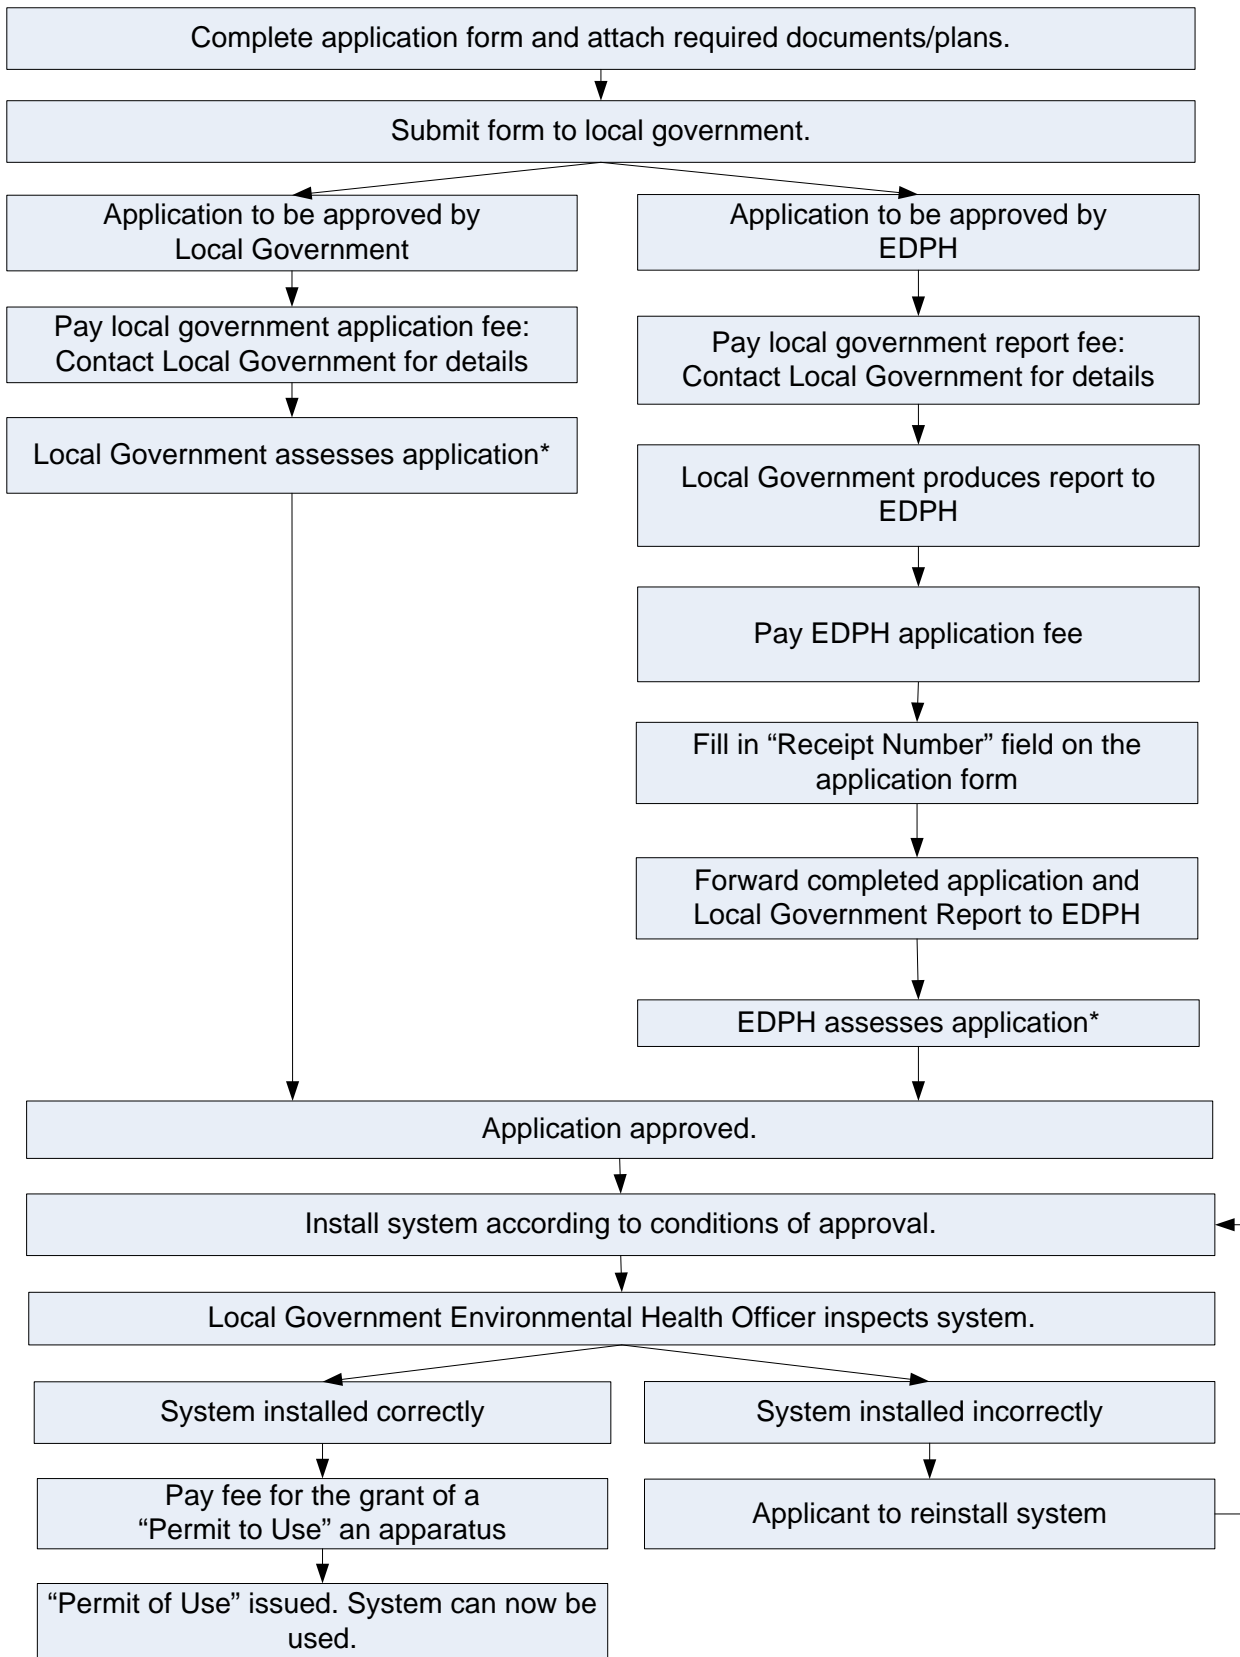 Complete application form and attach required documents/plans.
Submit form to local government.
Application to be approved by
Local Government
Pay local government application fee:
Contact Local Government for details
Local Government assesses application*
Application to be approved by
EDPH
Pay local government report fee:
Contact Local Government for details
Local Government produces report to
EDPH
Pay EDPH application fee
Fill in “Receipt Number” field on the
application form
Forward completed application and
Local Government Report to EDPH
EDPH assesses application*
Application approved.
Install system according to conditions of approval.
Local Government Environmental Health Officer inspects system.
System installed correctly
Pay fee for the grant of a
“Permit to Use” an apparatus
“Permit of Use” issued. System can now be
used.
System installed incorrectly
Applicant to reinstall system